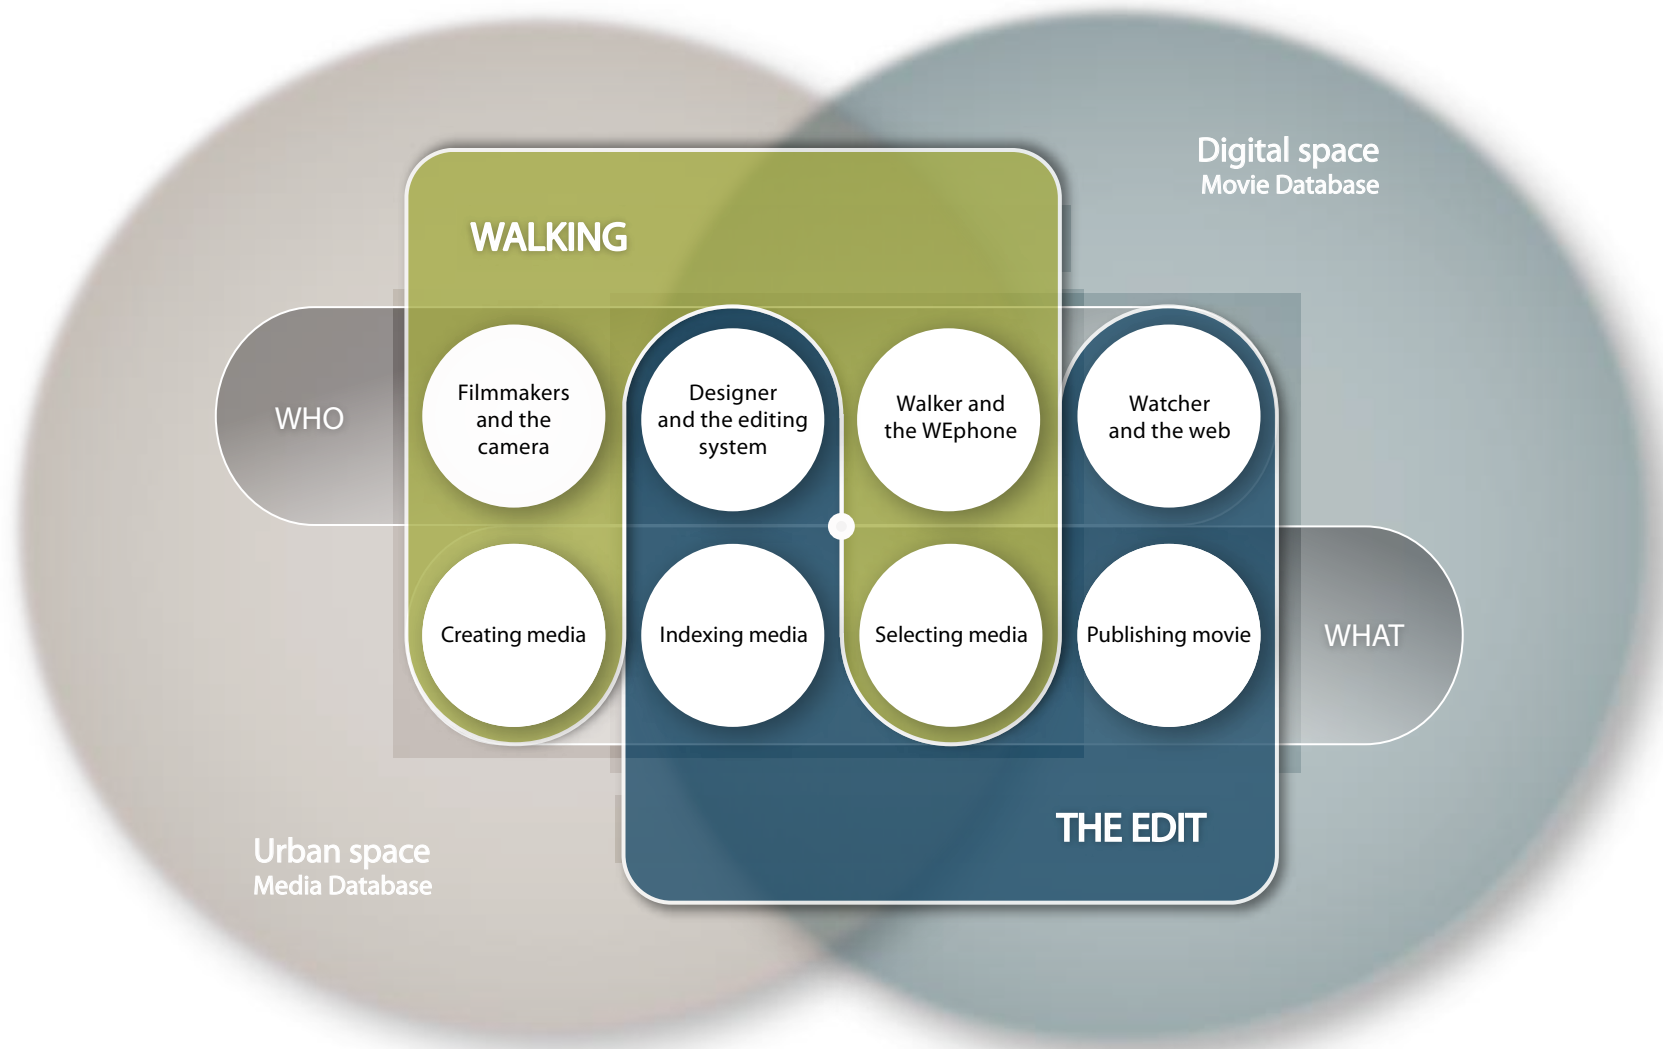 Digital space
Movie Database
WALKING
WHO
Filmmakers
and the
camera
Designer
and the editing
system
Walker and
the WEphone
Watcher
and the web
Creating media
Indexing media
Selecting media
Publishing movie
WHAT
THE EDIT
Urban space
Media Database